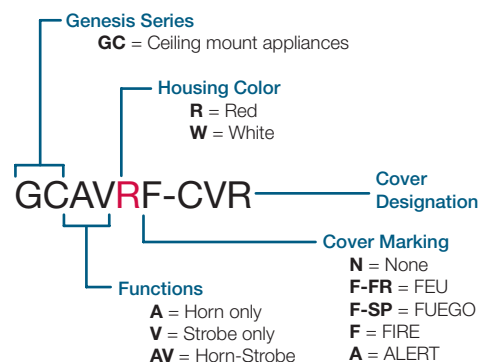 Genesis Series
GC = Ceiling mount appliances
Housing Color
R = Red
W = White
GCAVRF-CVR
Cover
Designation
Cover Marking
N = None
F-FR = FEU
F-SP = FUEGO
F = FIRE
A = ALERT
Functions
A = Horn only
V = Strobe only
AV = Horn-Strobe